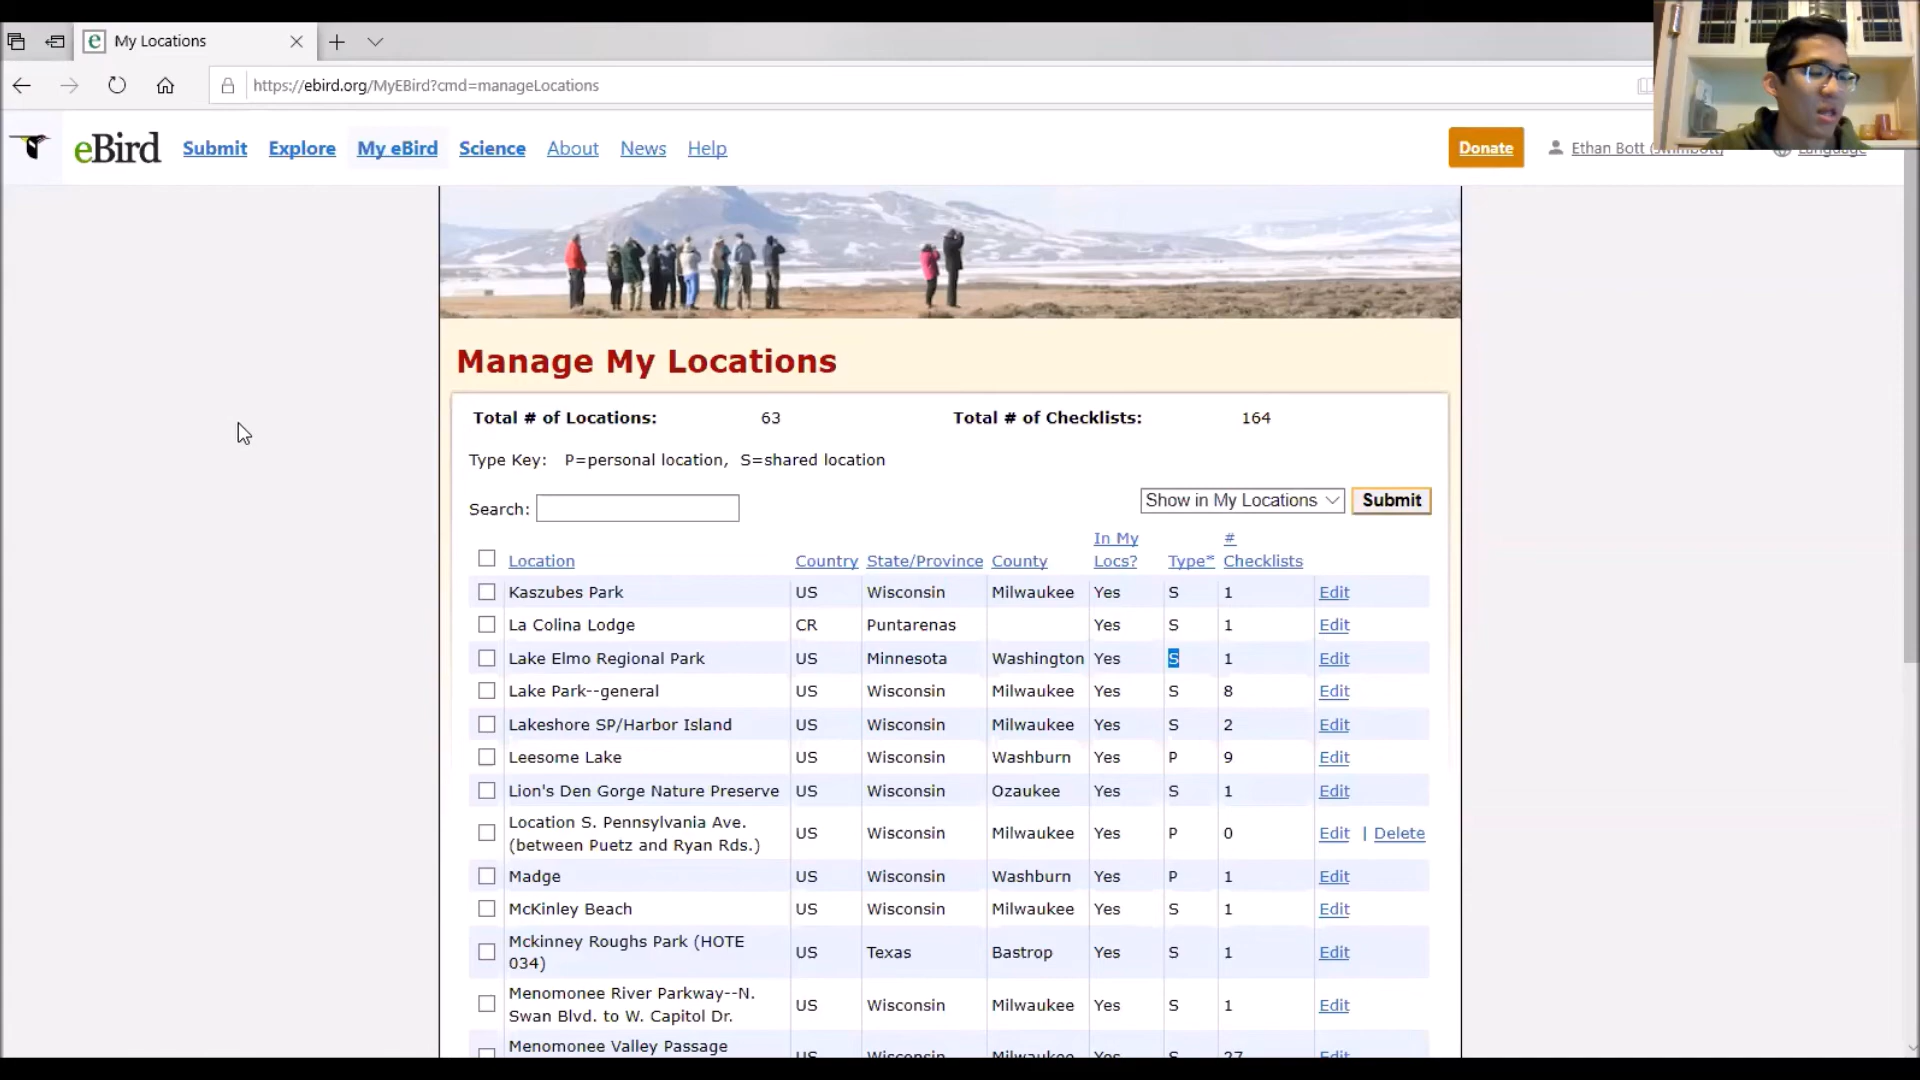 My Locations
https://ebird.org/MyEBird?cmd=manageLocations
eBird Submit Explore My eBird Science About News Help Donate Ethan Bott Language
Manage My Locations
Total # of Locations: 63 Total # of Checklists: 164
Type Key: P=personal location, S=shared location
Search: Show in My Locations Submit
Location Country State/Province County In My Locs? Type* # Checklists
Kaszubes Park US Wisconsin Milwaukee Yes S 1 Edit
La Colina Lodge CR Puntarenas Yes S 1 Edit
Lake Elmo Regional Park US Minnesota Washington Yes S 1 Edit
Lake Park--general US Wisconsin Milwaukee Yes S 8 Edit
Lakeshore SP/Harbor Island US Wisconsin Milwaukee Yes S 2 Edit
Leesome Lake US Wisconsin Washburn Yes P 9 Edit
Lion's Den Gorge Nature Preserve US Wisconsin Ozaukee Yes S 1 Edit
Location S. Pennsylvania Ave.
(between Puetz and Ryan Rds.) US Wisconsin Milwaukee Yes P 0 Edit | Delete
Madge US Wisconsin Washburn Yes P 1 Edit
McKinley Beach US Wisconsin Milwaukee Yes S 1 Edit
Mckinney Roughs Park (HOTE
034) US Texas Bastrop Yes S 1 Edit
Menomonee River Parkway--N.
Swan Blvd. to W. Capitol Dr. US Wisconsin Milwaukee Yes S 1 Edit
Menomonee Valley Passage US Wisconsin Milwaukee Yes S 27 Edit